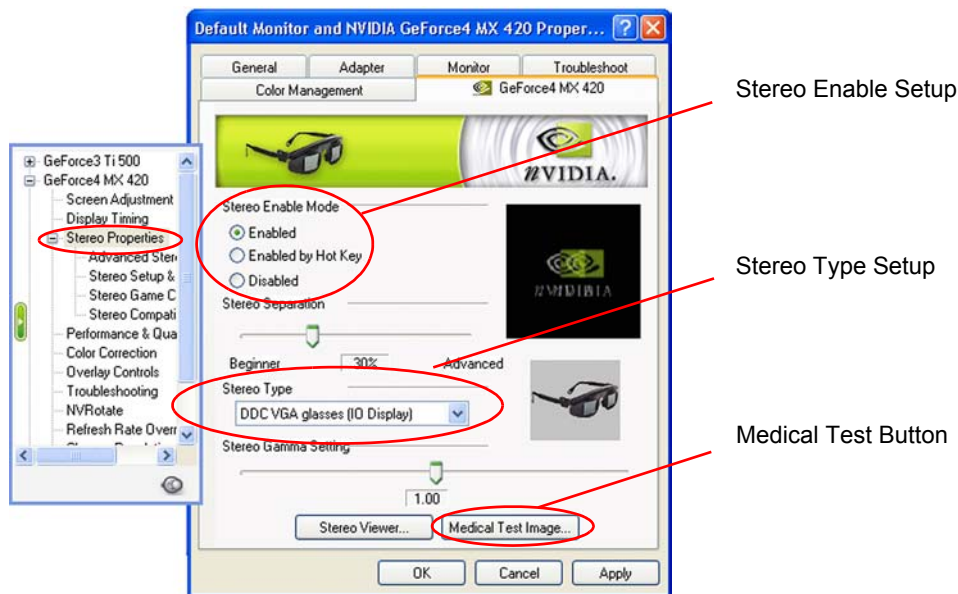 Default Monitor and NVIDIA GeForce4 MX 420 Proper...
General Adapter Monitor Troubleshoot
Color Management GeForce4 MX 420
nVIDIA.
GeForce3 Ti 500
GeForce4 MX 420
Screen Adjustment
Display Timing
Stereo Properties
Advanced Ster
Stereo Setup &
Stereo Game C
Stereo Compati
Performance & Qua
Color Correction
Overlay Controls
Troubleshooting
NVRotate
Refresh Rate Overr
Stereo Enable Mode
Enabled
Enabled by Hot Key
Disabled
Stereo Separation
Beginner 30% Advanced
Stereo Type
DDC VGA glasses (IO Display)
Stereo Gamma Setting
1.00
Stereo Viewer... Medical Test Image...
OK Cancel Apply
Stereo Enable Setup
Stereo Type Setup
Medical Test Button